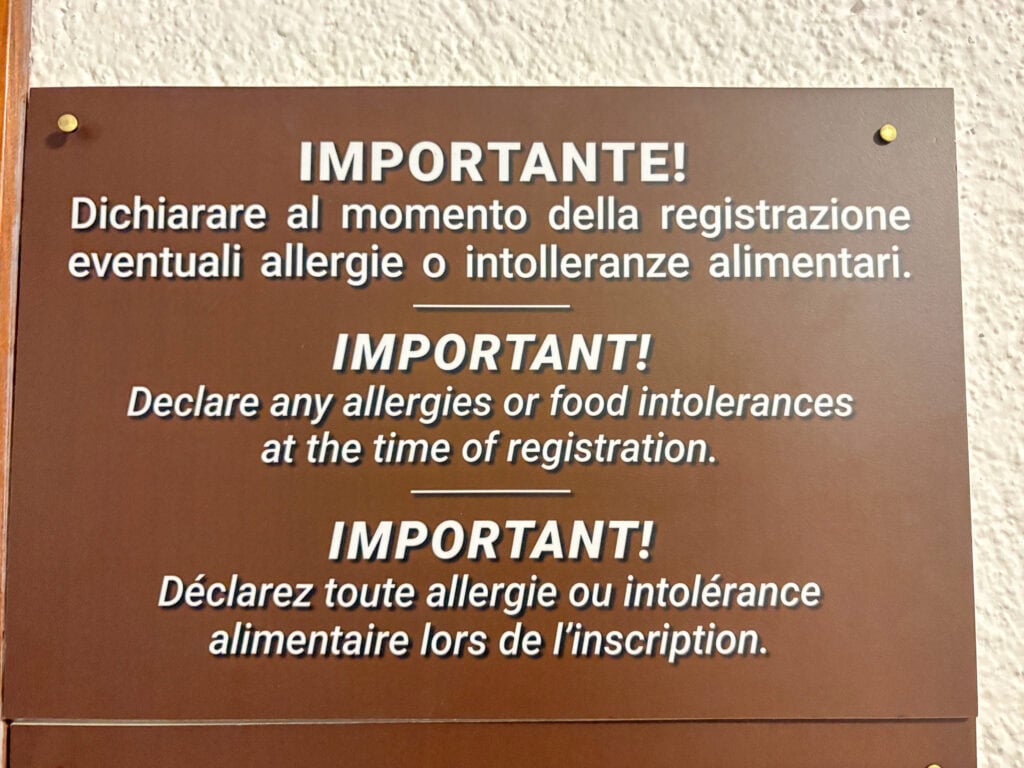 IMPORTANTE!
Dichiarare al momento della registrazione
eventuali allergie o intolleranze alimentari.
IMPORTANT!
Declare any allergies or food intolerances
at the time of registration.
IMPORTANT!
Déclarez toute allergie ou intolérance
alimentaire lors de l'inscription.